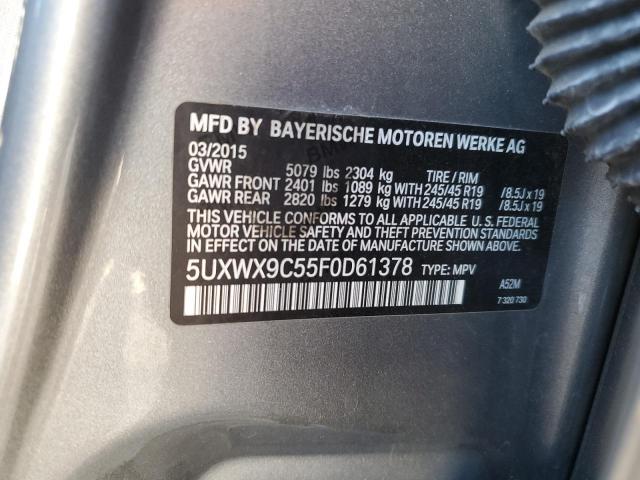 MFD BY BAYERISCHE MOTOREN WERKE AG
03/2015
GVWR 5079 lbs 2304 kg TIRE / RIM
GAWR FRONT 2401 lbs 1089 kg WITH 245/45 R19 /8.5J x 19
GAWR REAR 2820 lbs 1279 kg WITH 245/45 R19 /8.5J x 19
THIS VEHICLE CONFORMS TO ALL APPLICABLE U. S. FEDERAL
MOTOR VEHICLE SAFETY AND THEFT PREVENTION STANDARDS
IN EFFECT ON THE DATE OF MANUFACTURE SHOWN ABOVE.
5UXWX9C55F0D61378 TYPE: MPV
A52M
7 320 730